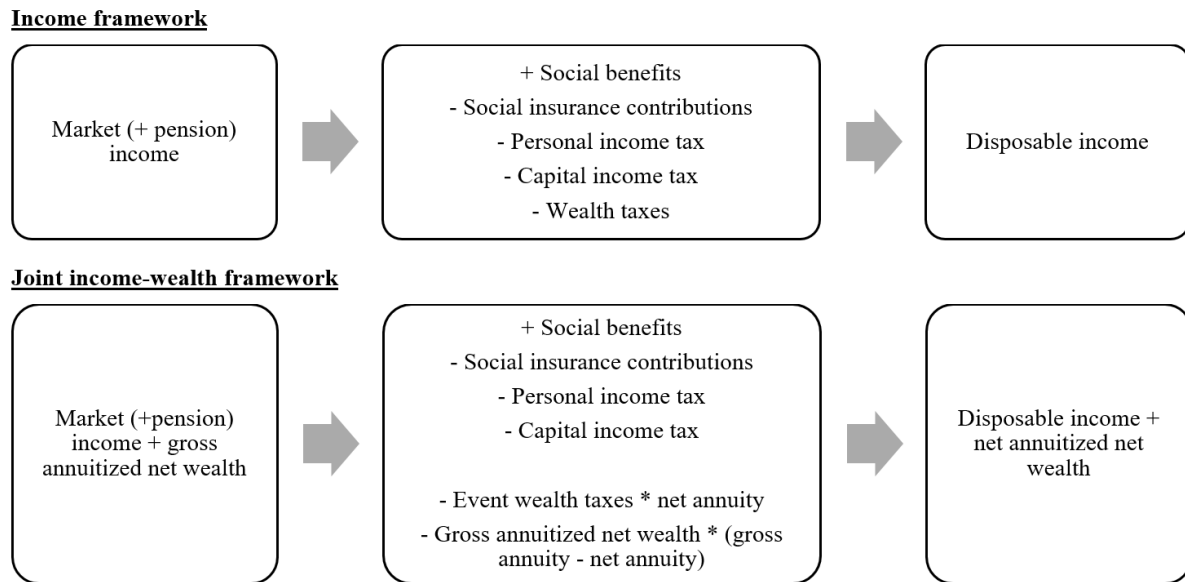 Income framework
Market (+ pension)
income
+ Social benefits
- Social insurance contributions
- Personal income tax
- Capital income tax
- Wealth taxes
Disposable income
Joint income-wealth framework
Market (+pension)
income + gross
annuitized net wealth
+ Social benefits
- Social insurance contributions
- Personal income tax
- Capital income tax
- Event wealth taxes * net annuity
- Gross annuitized net wealth * (gross
annuity - net annuity)
Disposable income +
net annuitized net
wealth